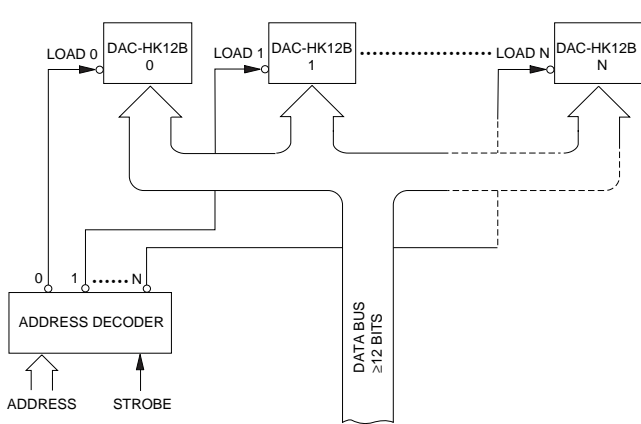 LOAD 0
DAC-HK12B
0
LOAD 1
DAC-HK12B
1
LOAD N
DAC-HK12B
N
0
1
N
ADDRESS DECODER
ADDRESS
STROBE
DATA BUS
≥12 BITS